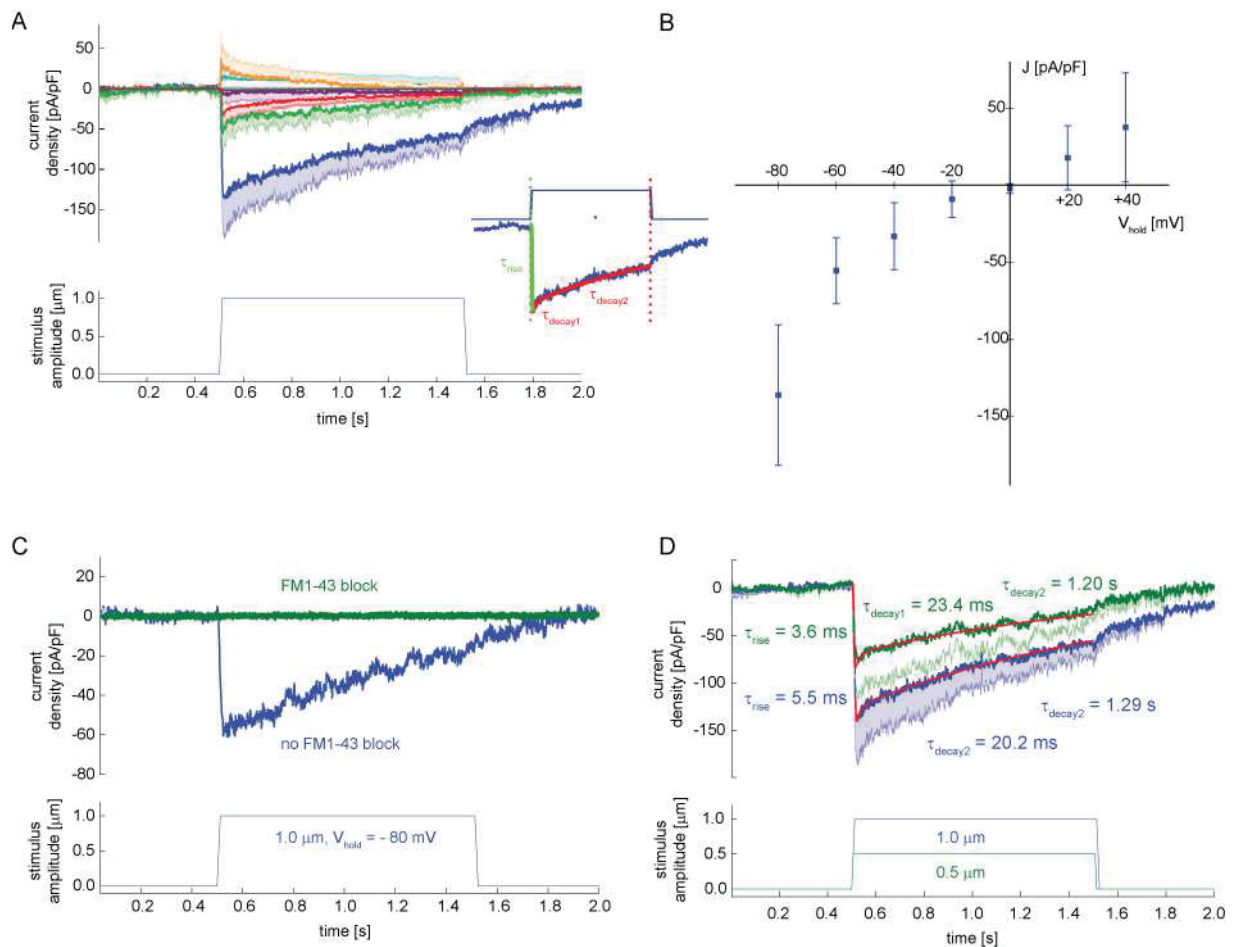 A
50
0
-50
-100
-150
current
density [pA/pF]
τrise
τdecay1
τdecay2
1.0
0.5
0.0
stimulus
amplitude [μm]
0.2 0.4 0.6 0.8 1.0 1.2 1.4 1.6 1.8 2.0
time [s]
B
J [pA/pF]
50
-80 -60 -40 -20
+20 +40
Vhold [mV]
-50
-100
-150
C
20
0
-20
-40
-60
-80
current
density [pA/pF]
FM1-43 block
no FM1-43 block
1.0
0.5
0.0
stimulus
amplitude [μm]
1.0 μm, Vhold = - 80 mV
0.2 0.4 0.6 0.8 1.0 1.2 1.4 1.6 1.8 2.0
time [s]
D
0
-50
-100
-150
current
density [pA/pF]
τdecay2 = 1.20 s
τdecay1 = 23.4 ms
τrise = 3.6 ms
τrise = 5.5 ms
τdecay2 = 1.29 s
τdecay2 = 20.2 ms
1.0
0.5
0.0
stimulus
amplitude [μm]
1.0 μm
0.5 μm
0.2 0.4 0.6 0.8 1.0 1.2 1.4 1.6 1.8 2.0
time [s]